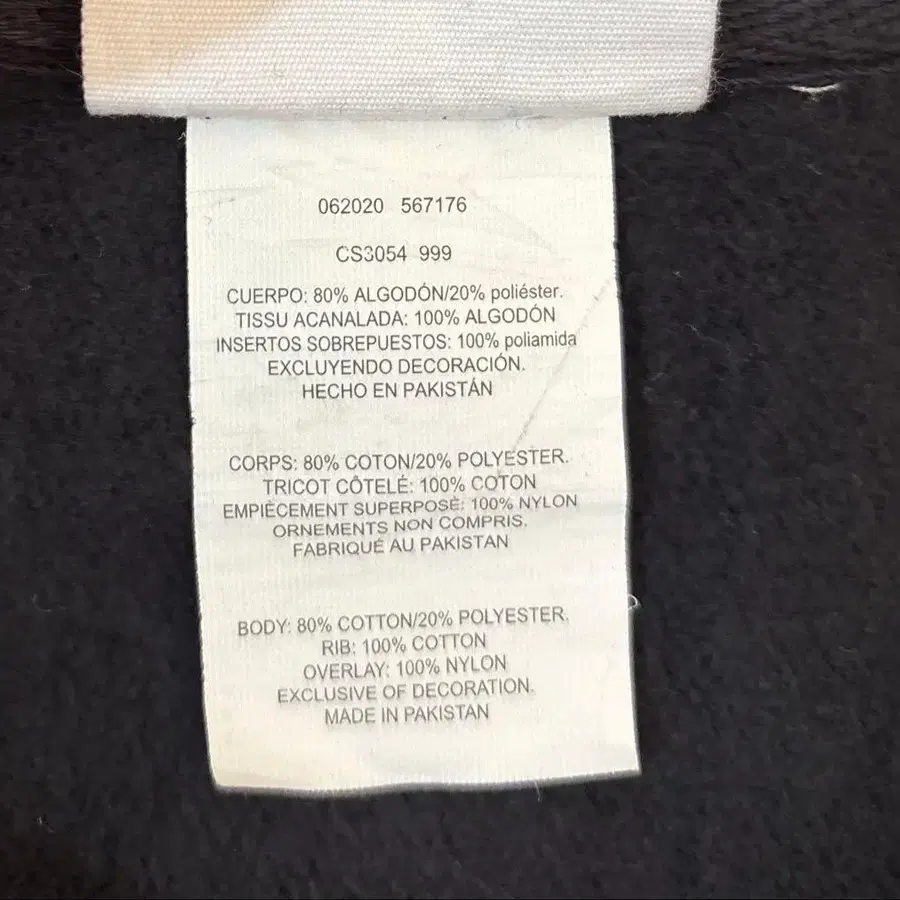 062020 567176
CS3054 999
CUERPO: 80% ALGODÓN/20% poliéster.
TISSU ACANALADA: 100% ALGODÓN
INSERTOS SOBREPUESTOS: 100% poliamida
EXCLUYENDO DECORACIÓN.
HECHO EN PAKISTÁN
CORPS: 80% COTON/20% POLYESTER.
TRICOT CÔTELÉ: 100% COTON
EMPIÈCEMENT SUPERPOSÉ: 100% NYLON
ORNEMENTS NON COMPRIS.
FABRIQUÉ AU PAKISTAN
BODY: 80% COTTON/20% POLYESTER.
RIB: 100% COTTON
OVERLAY: 100% NYLON
EXCLUSIVE OF DECORATION.
MADE IN PAKISTAN